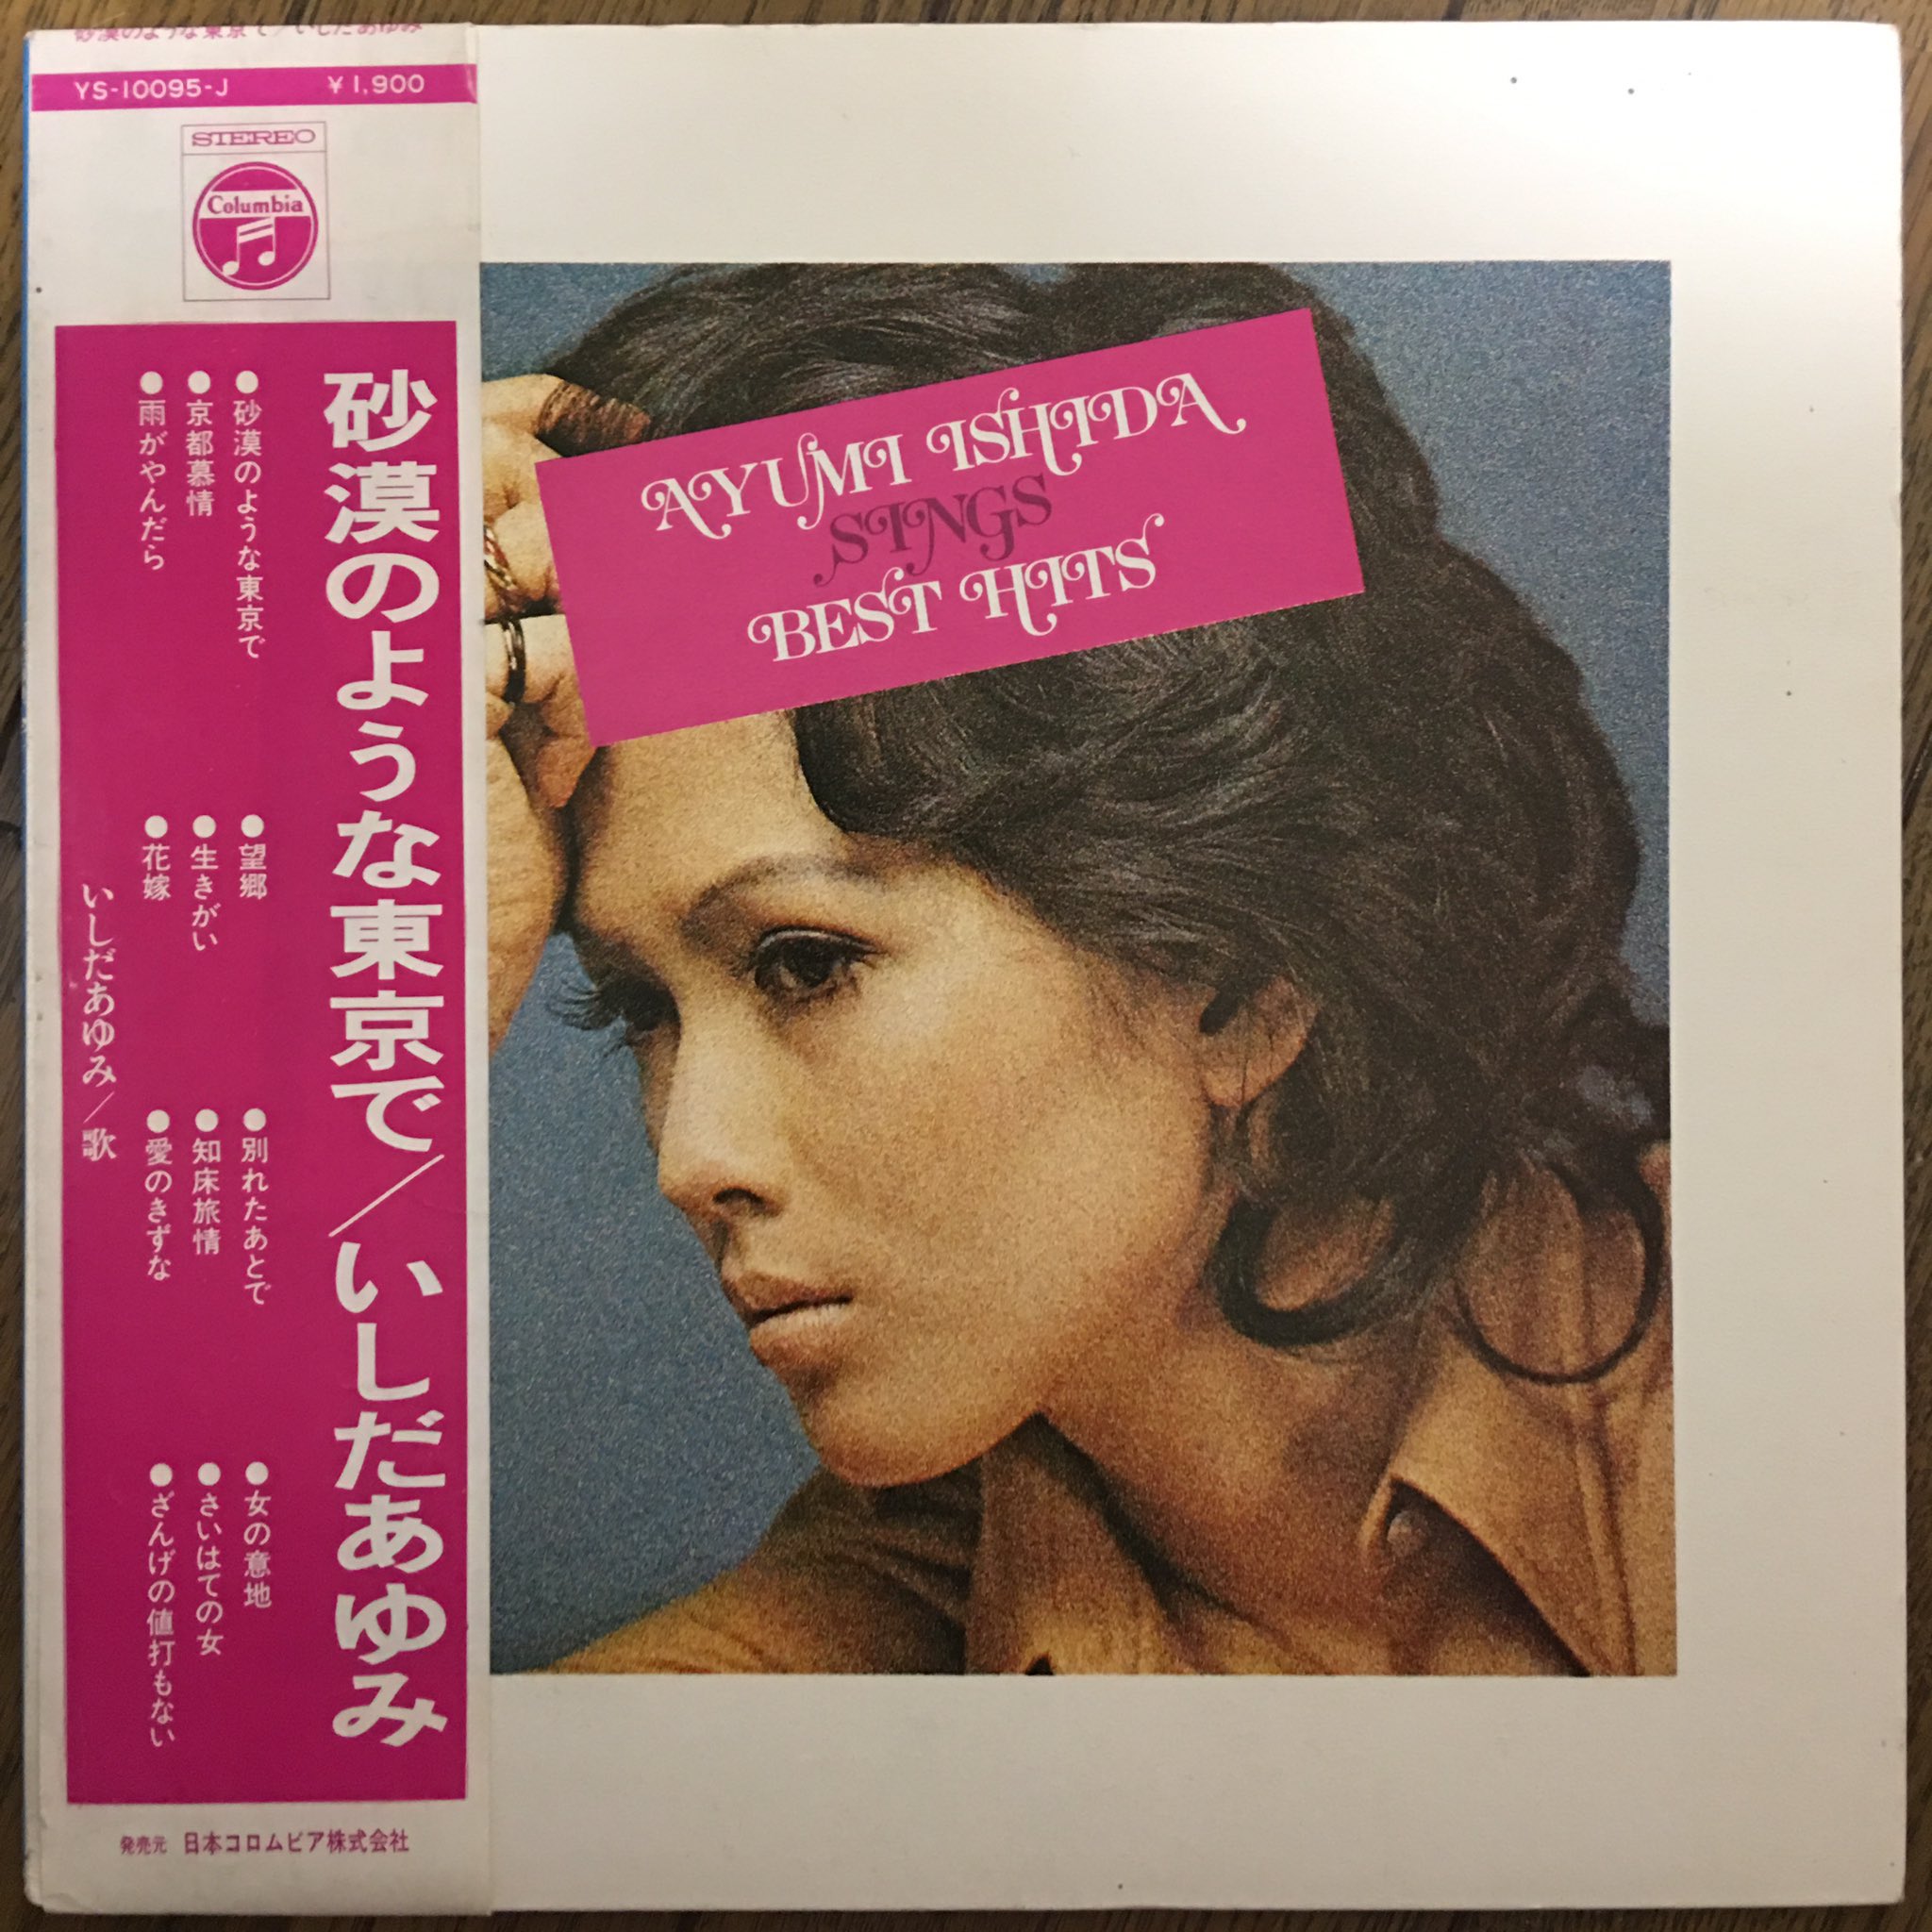 砂漠のような東京で／いしだあゆみ
YS-10095-J ¥1,900
STEREO
Columbia
砂漠のような東京で／いしだあゆみ
●砂漠のような東京で
●京都慕情
●雨がやんだら
●望郷
●生きがい
●花嫁
●別れたあとで
●知床旅情
●愛のきずな
●女の意地
●さいはての女
●ざんげの値打もない
いしだあゆみ／歌
発売元 日本コロムビア株式会社
AYUMI ISHIDA
SINGS
BEST HITS